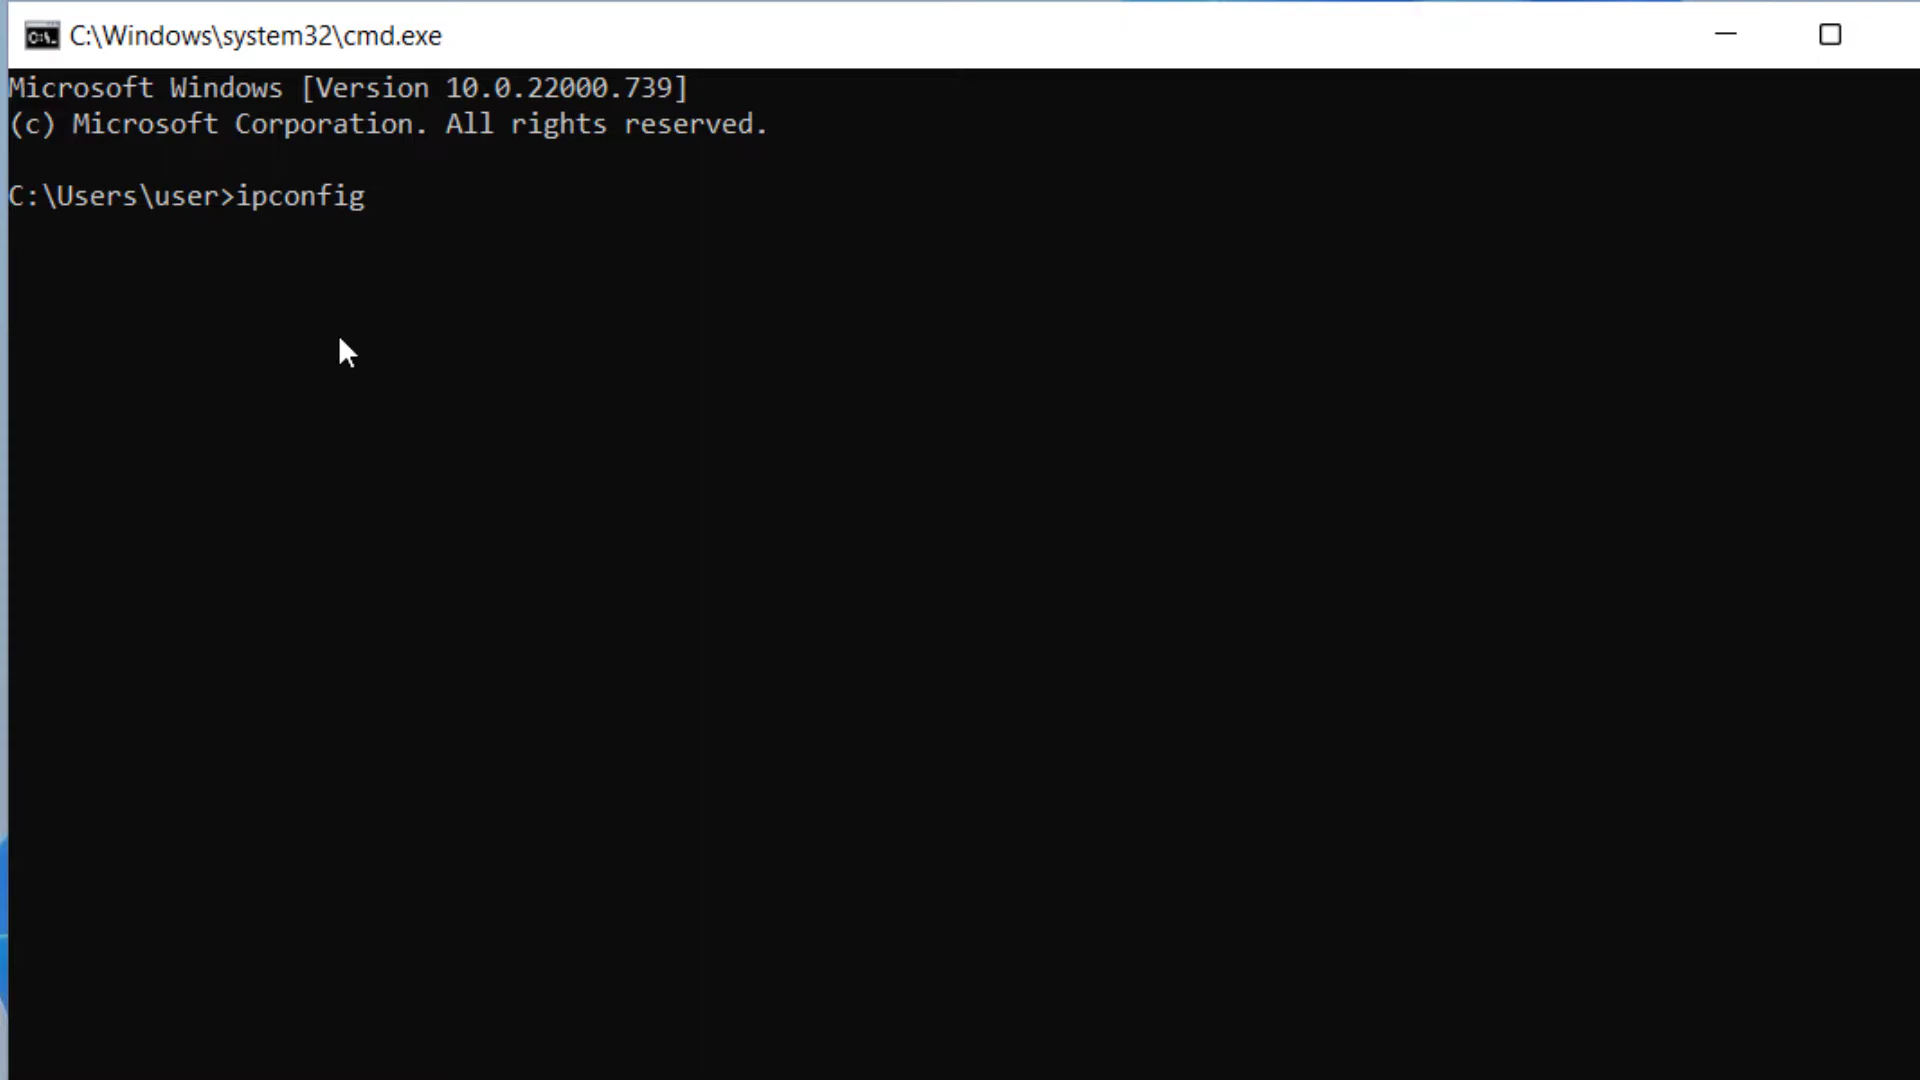 C:\Windows\system32\cmd.exe
Microsoft Windows [Version 10.0.22000.739]
(c) Microsoft Corporation. All rights reserved.
C:\Users\user>ipconfig